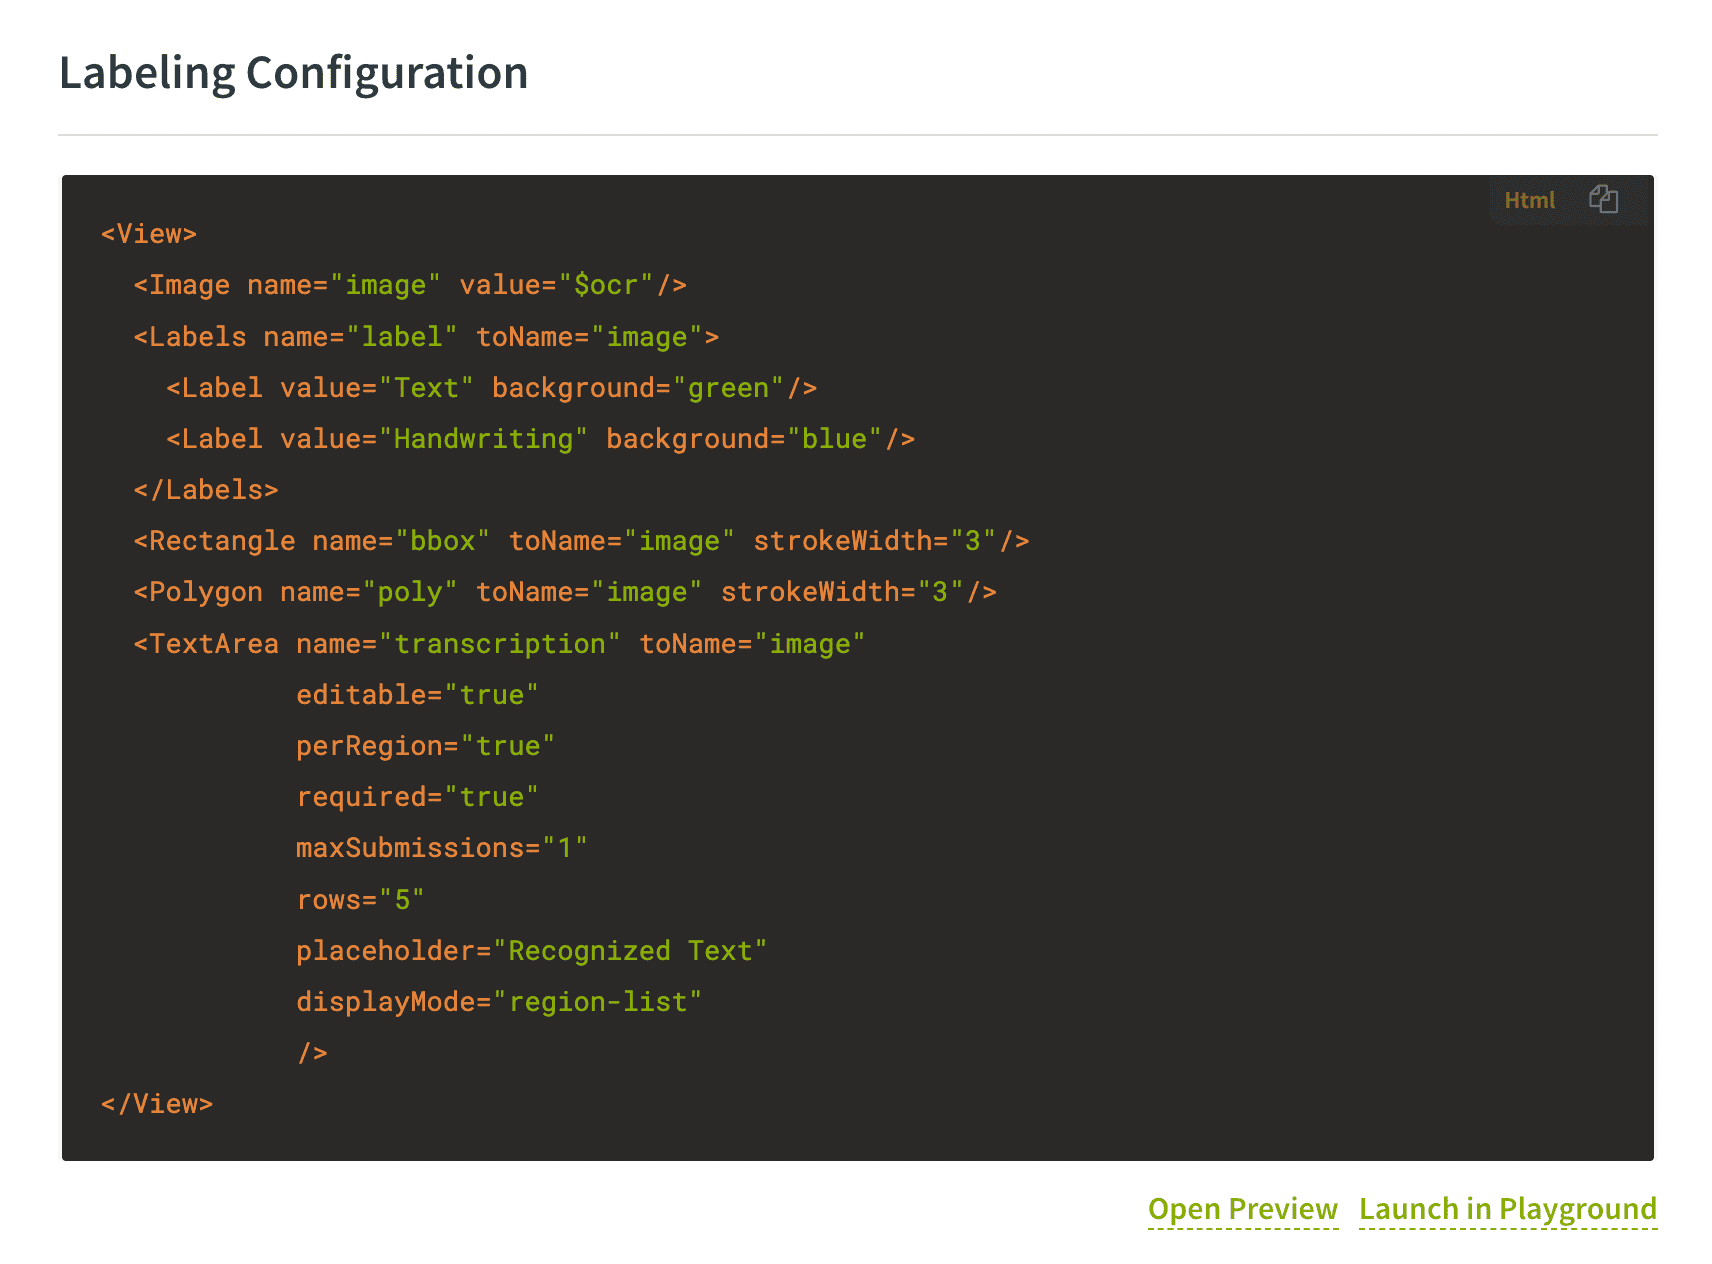 Labeling Configuration
Html
<View>
  <Image name="image" value="$ocr"/>
  <Labels name="label" toName="image">
    <Label value="Text" background="green"/>
    <Label value="Handwriting" background="blue"/>
  </Labels>
  <Rectangle name="bbox" toName="image" strokeWidth="3"/>
  <Polygon name="poly" toName="image" strokeWidth="3"/>
  <TextArea name="transcription" toName="image"
            editable="true"
            perRegion="true"
            required="true"
            maxSubmissions="1"
            rows="5"
            placeholder="Recognized Text"
            displayMode="region-list"
            />
</View>
Open Preview Launch in Playground